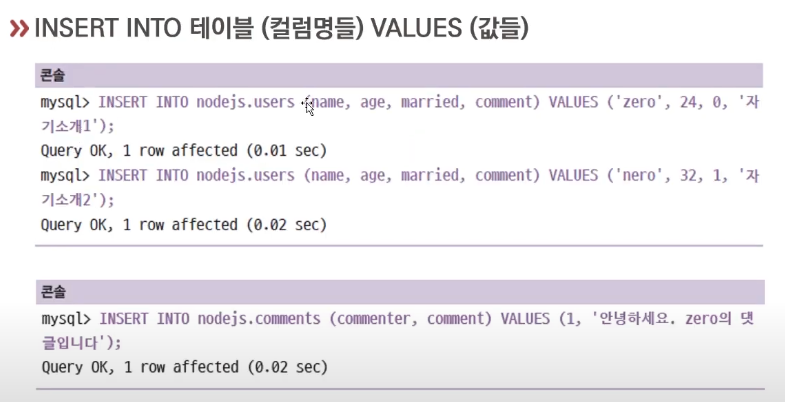 » INSERT INTO 테이블 (컬럼명들) VALUES (값들)
콘솔
mysql> INSERT INTO nodejs.users (name, age, married, comment) VALUES ('zero', 24, 0, '자
기소개1');
Query OK, 1 row affected (0.01 sec)
mysql> INSERT INTO nodejs.users (name, age, married, comment) VALUES ('nero', 32, 1, '자
기소개2');
Query OK, 1 row affected (0.02 sec)
콘솔
mysql> INSERT INTO nodejs.comments (commenter, comment) VALUES (1, '안녕하세요. zero의 댓
글입니다');
Query OK, 1 row affected (0.02 sec)